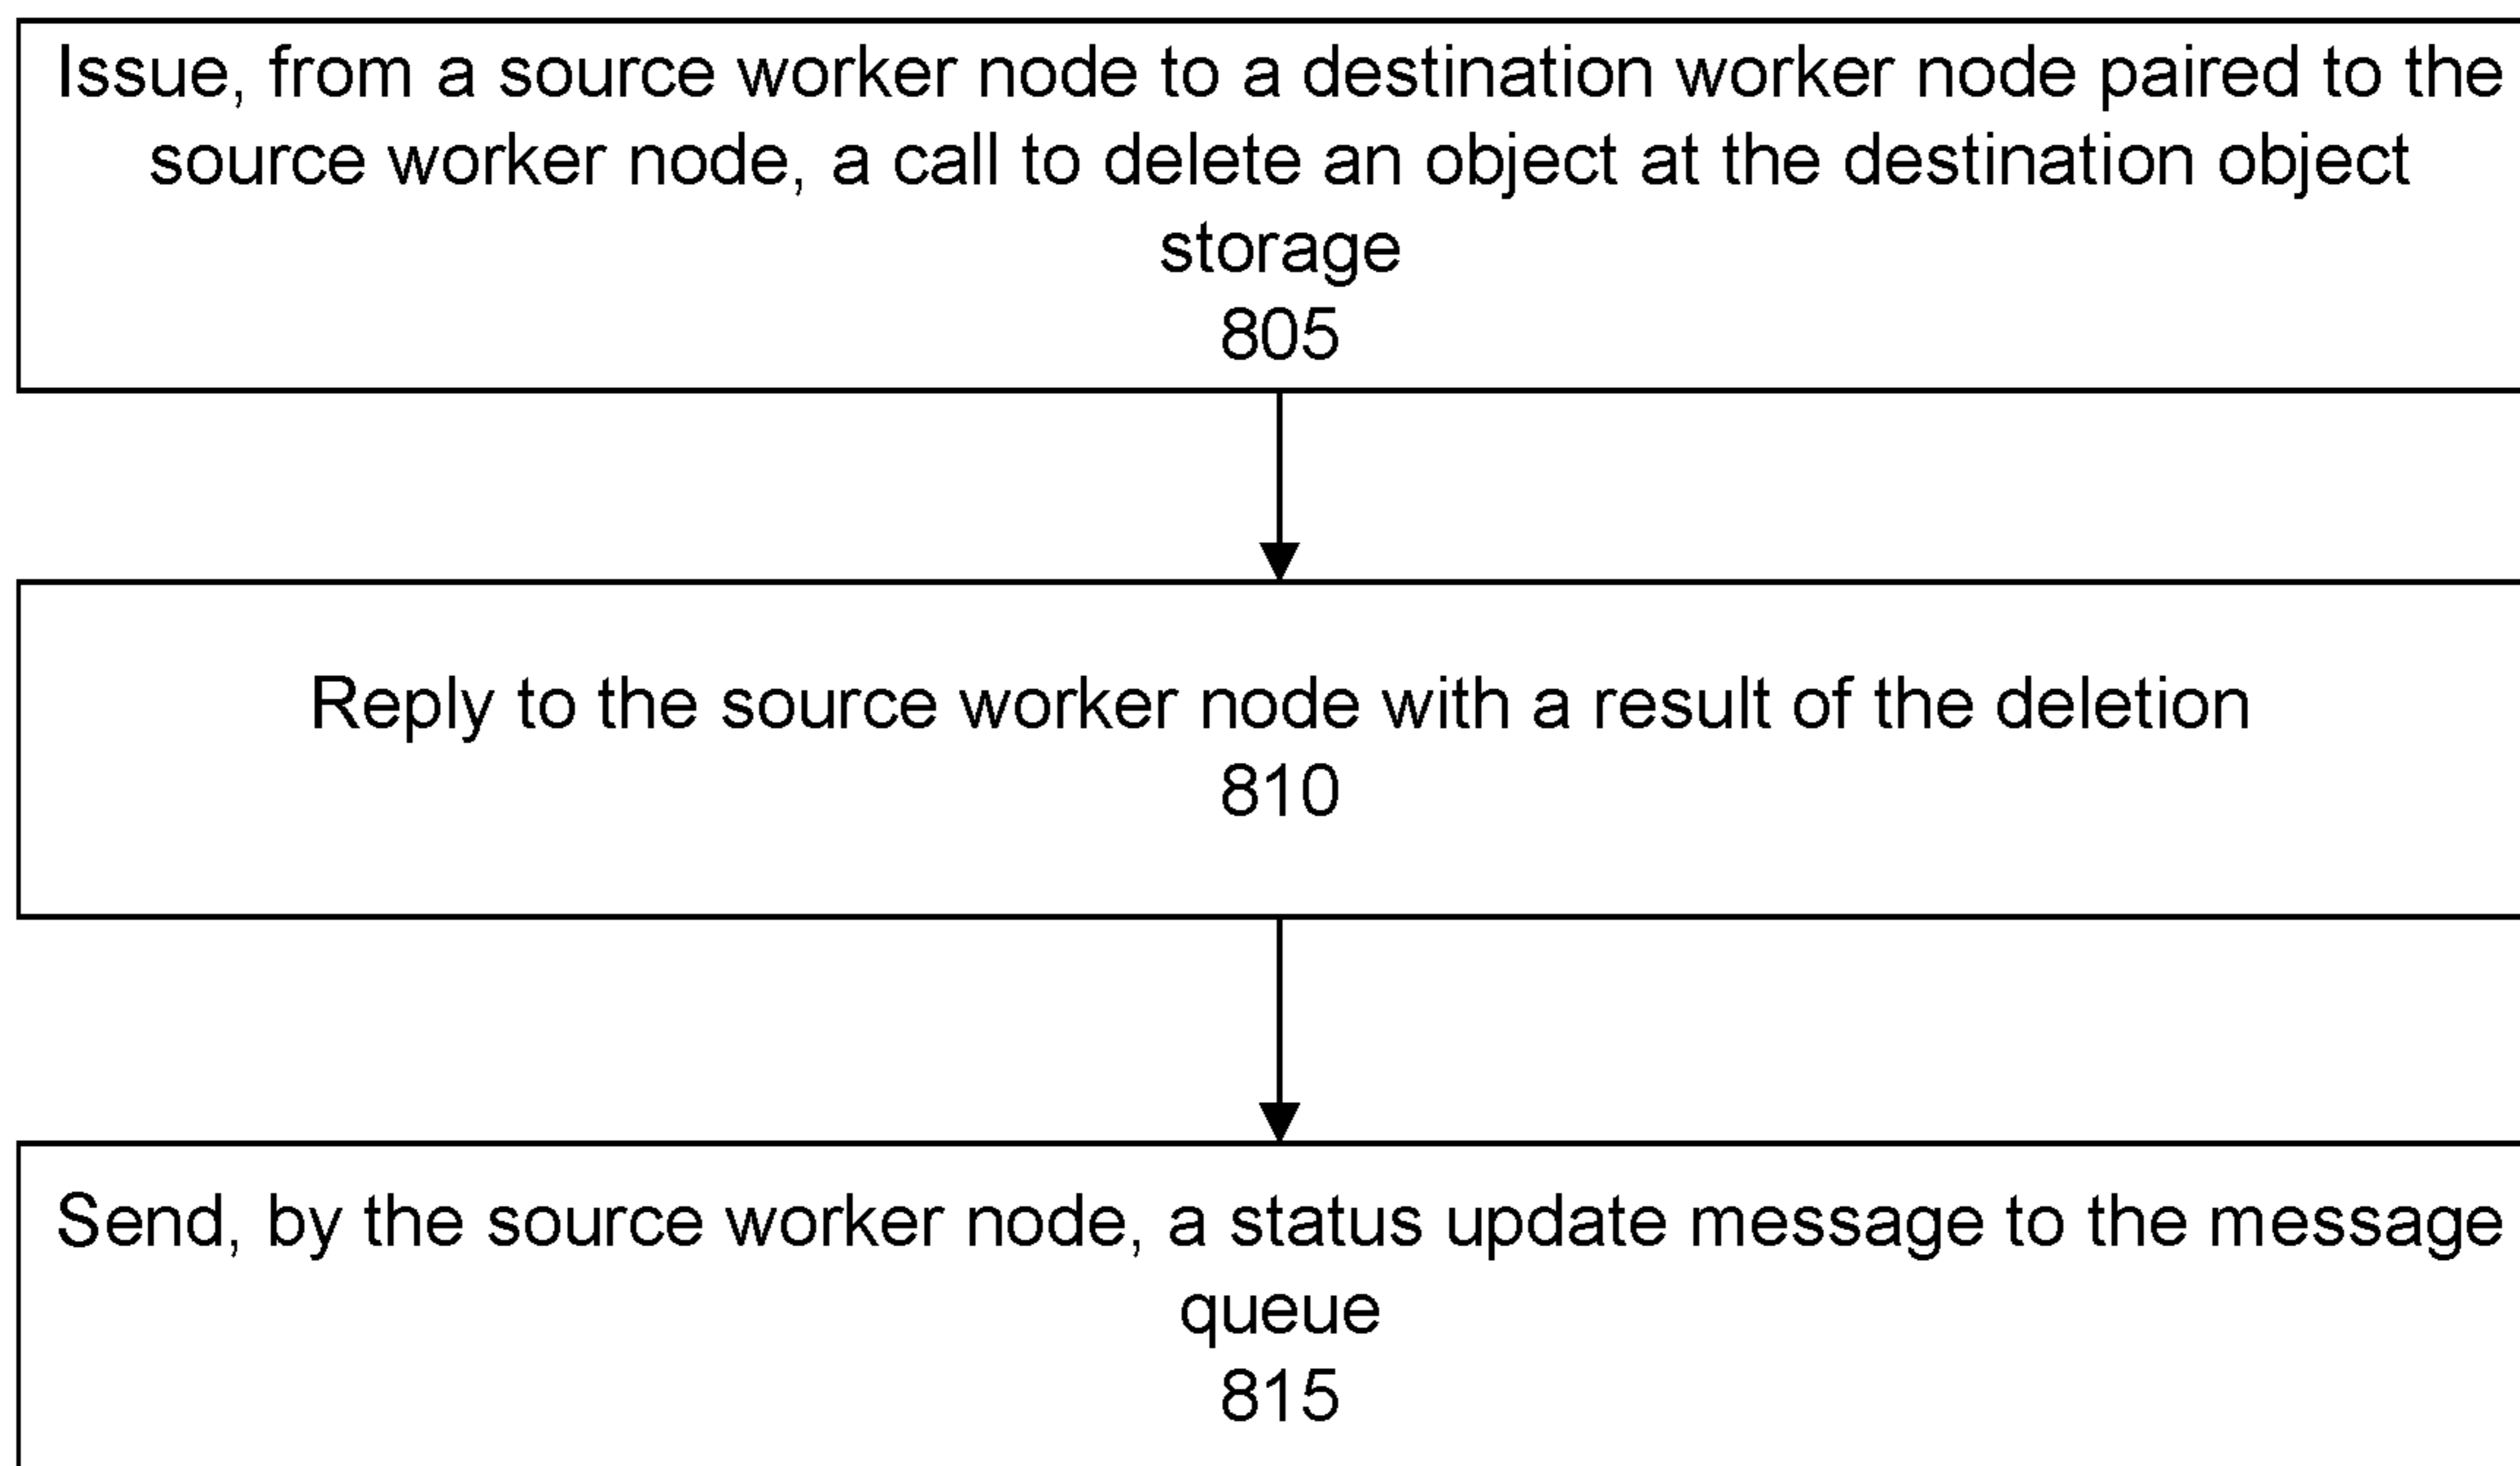 Issue, from a source worker node to a destination worker node paired to the
source worker node, a call to delete an object at the destination object
storage
805
Reply to the source worker node with a result of the deletion
810
Send, by the source worker node, a status update message to the message
queue
815